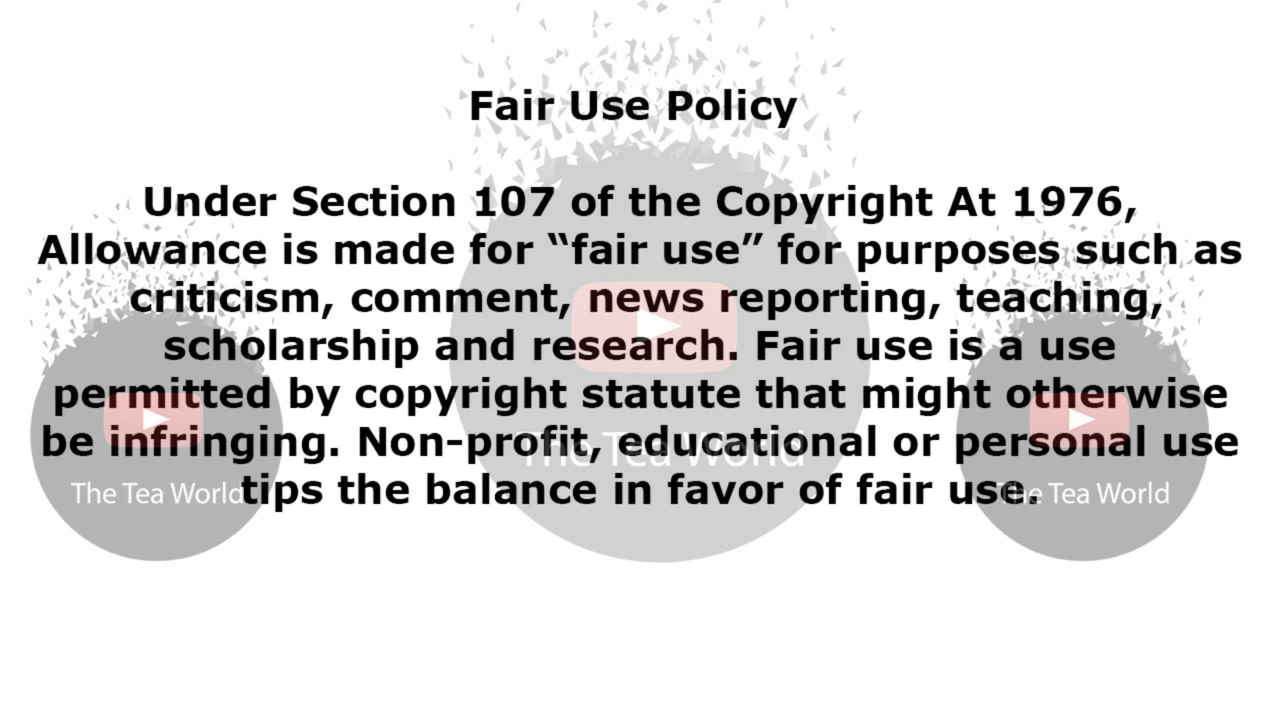 Fair Use Policy
Under Section 107 of the Copyright At 1976,
Allowance is made for “fair use” for purposes such as
criticism, comment, news reporting, teaching,
scholarship and research. Fair use is a use
permitted by copyright statute that might otherwise
be infringing. Non-profit, educational or personal use
The Tea World
tips the balance in favor of fair use.
The Tea World
The Tea World